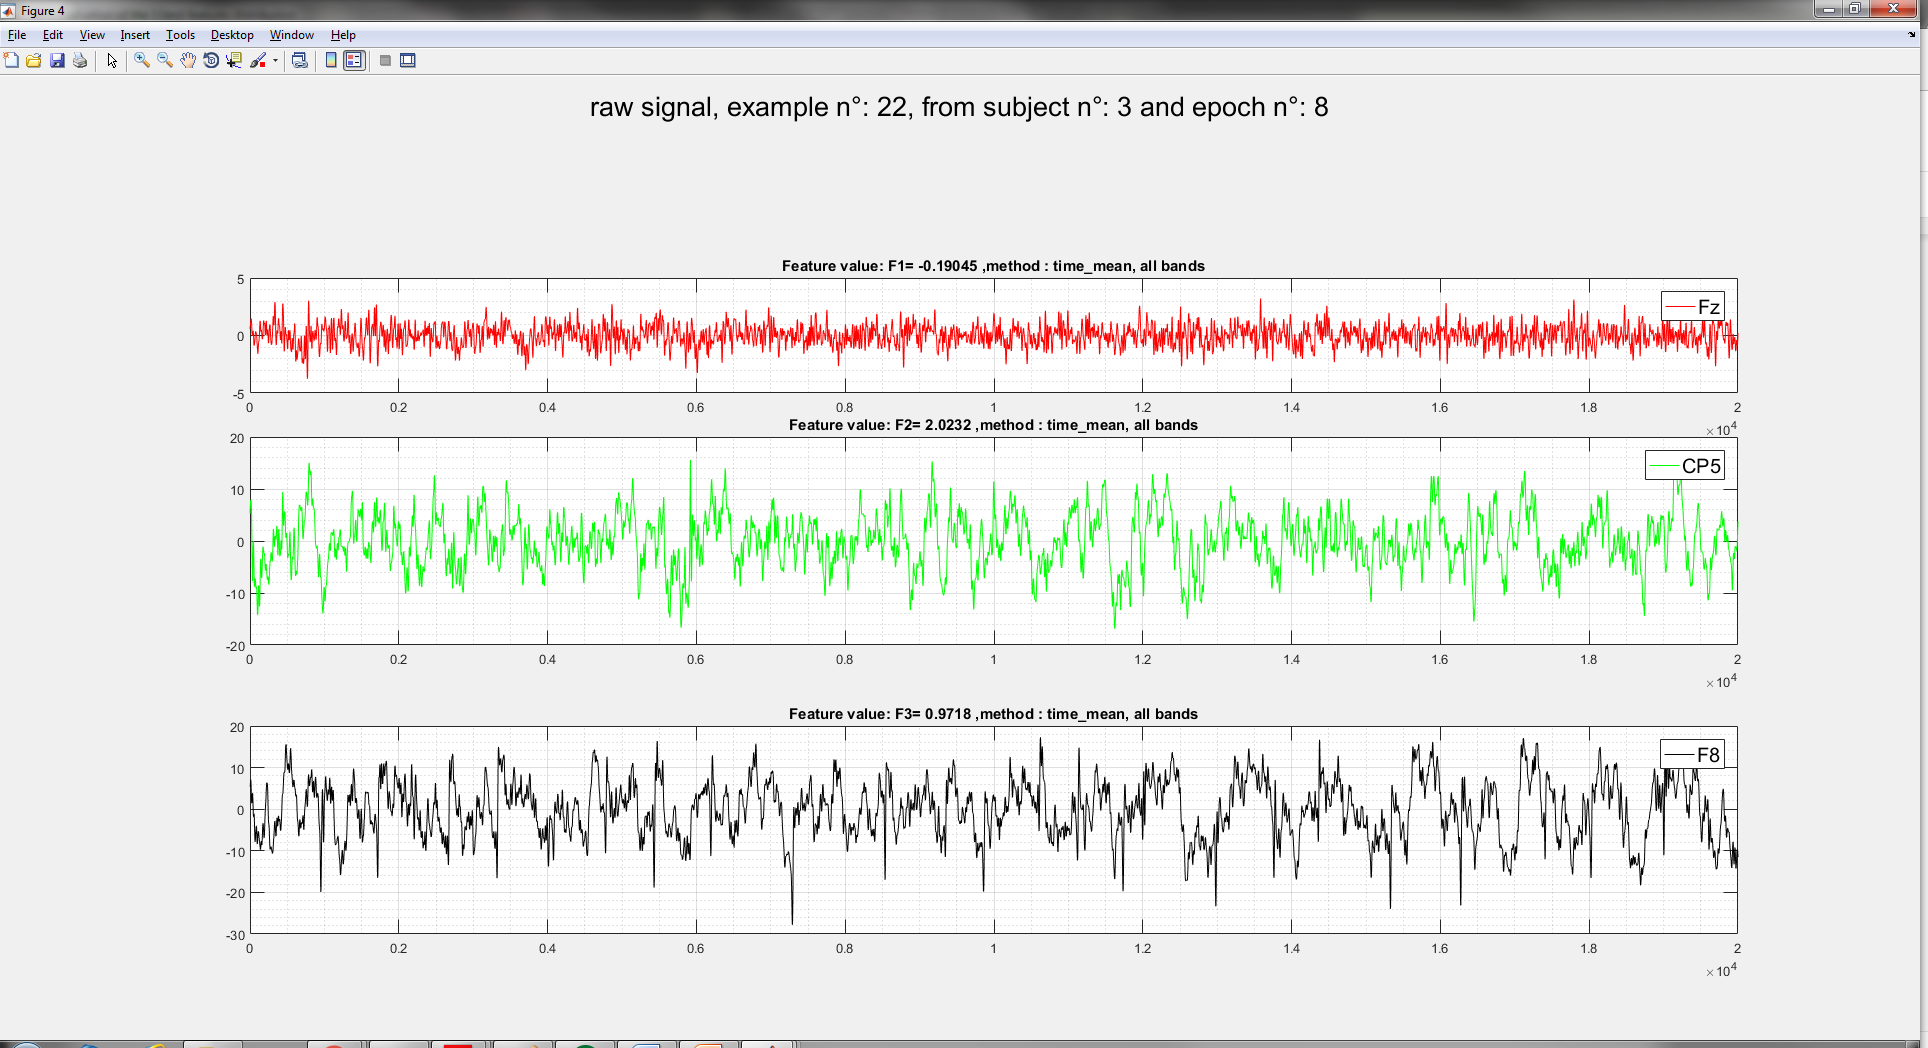 Figure 4
File Edit View Insert Tools Desktop Window Help
raw signal, example n°: 22, from subject n°: 3 and epoch n°: 8
Feature value: F1= -0.19045 ,method : time_mean, all bands
5
0
-5
Fz
0 0.2 0.4 0.6 0.8 1 1.2 1.4 1.6 1.8 2
×10^4
Feature value: F2= 2.0232 ,method : time_mean, all bands
20
10
0
-10
-20
CP5
0 0.2 0.4 0.6 0.8 1 1.2 1.4 1.6 1.8 2
×10^4
Feature value: F3= 0.9718 ,method : time_mean, all bands
20
10
0
-10
-20
-30
F8
0 0.2 0.4 0.6 0.8 1 1.2 1.4 1.6 1.8 2
×10^4